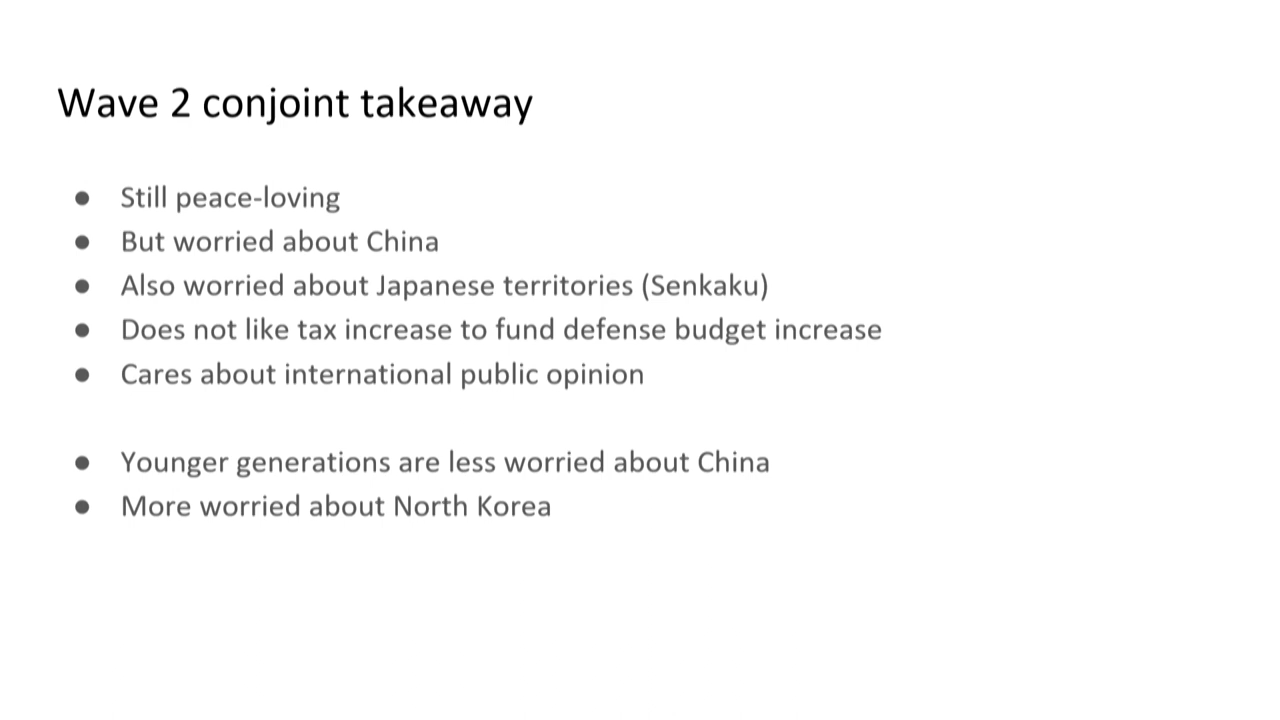 Wave 2 conjoint takeaway
● Still peace-loving
● But worried about China
● Also worried about Japanese territories (Senkaku)
● Does not like tax increase to fund defense budget increase
● Cares about international public opinion
● Younger generations are less worried about China
● More worried about North Korea